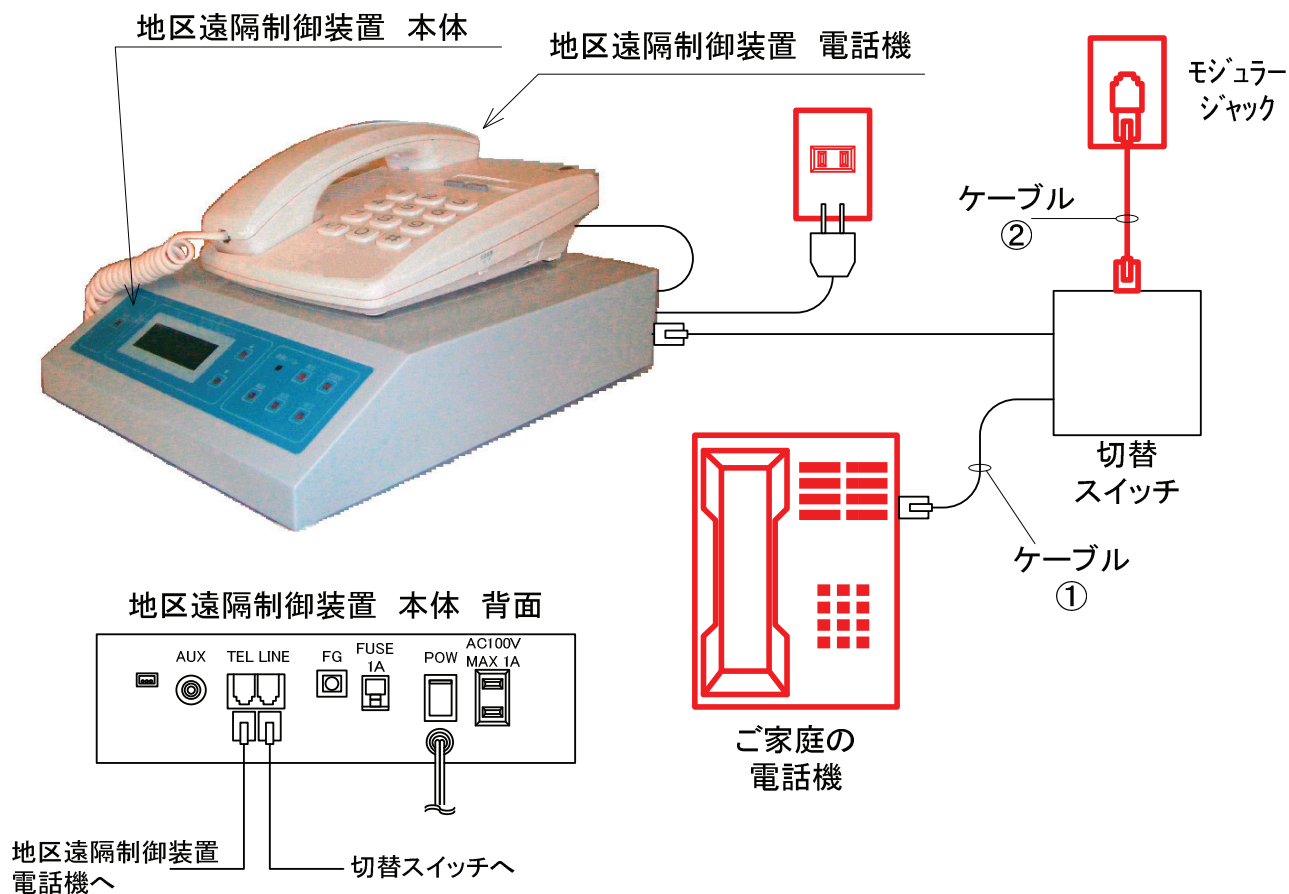 地区遠隔制御装置 本体
地区遠隔制御装置 電話機
モジュラー
ジャック
ケーブル
②
切替
スイッチ
ケーブル
①
ご家庭の
電話機
地区遠隔制御装置 本体 背面
AUX
TEL LINE
FG
FUSE
1A
POW
AC100V
MAX 1A
地区遠隔制御装置
電話機へ
切替スイッチへ